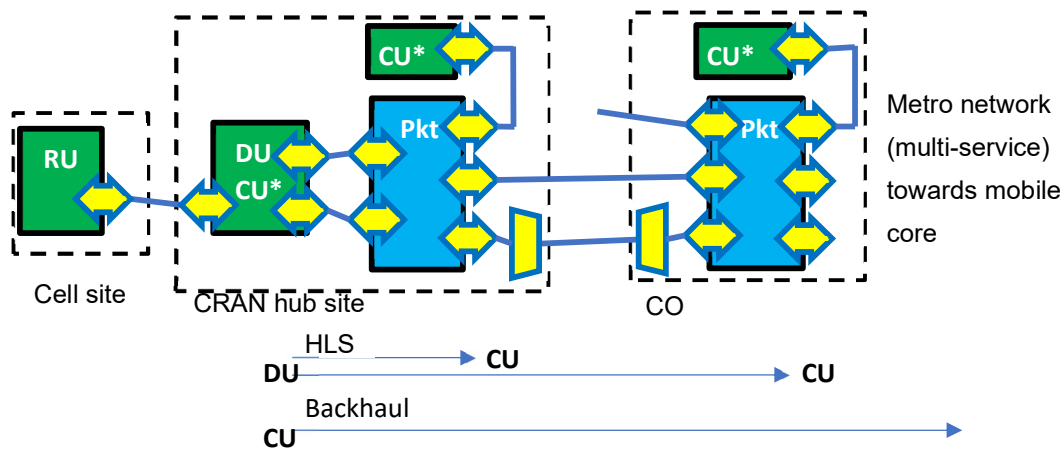 CU*
CU*
RU
DU
CU*
Pkt
Pkt
Metro network
(multi-service)
towards mobile
core
Cell site
CRAN hub site
CO
HLS
DU
CU
CU
Backhaul
CU